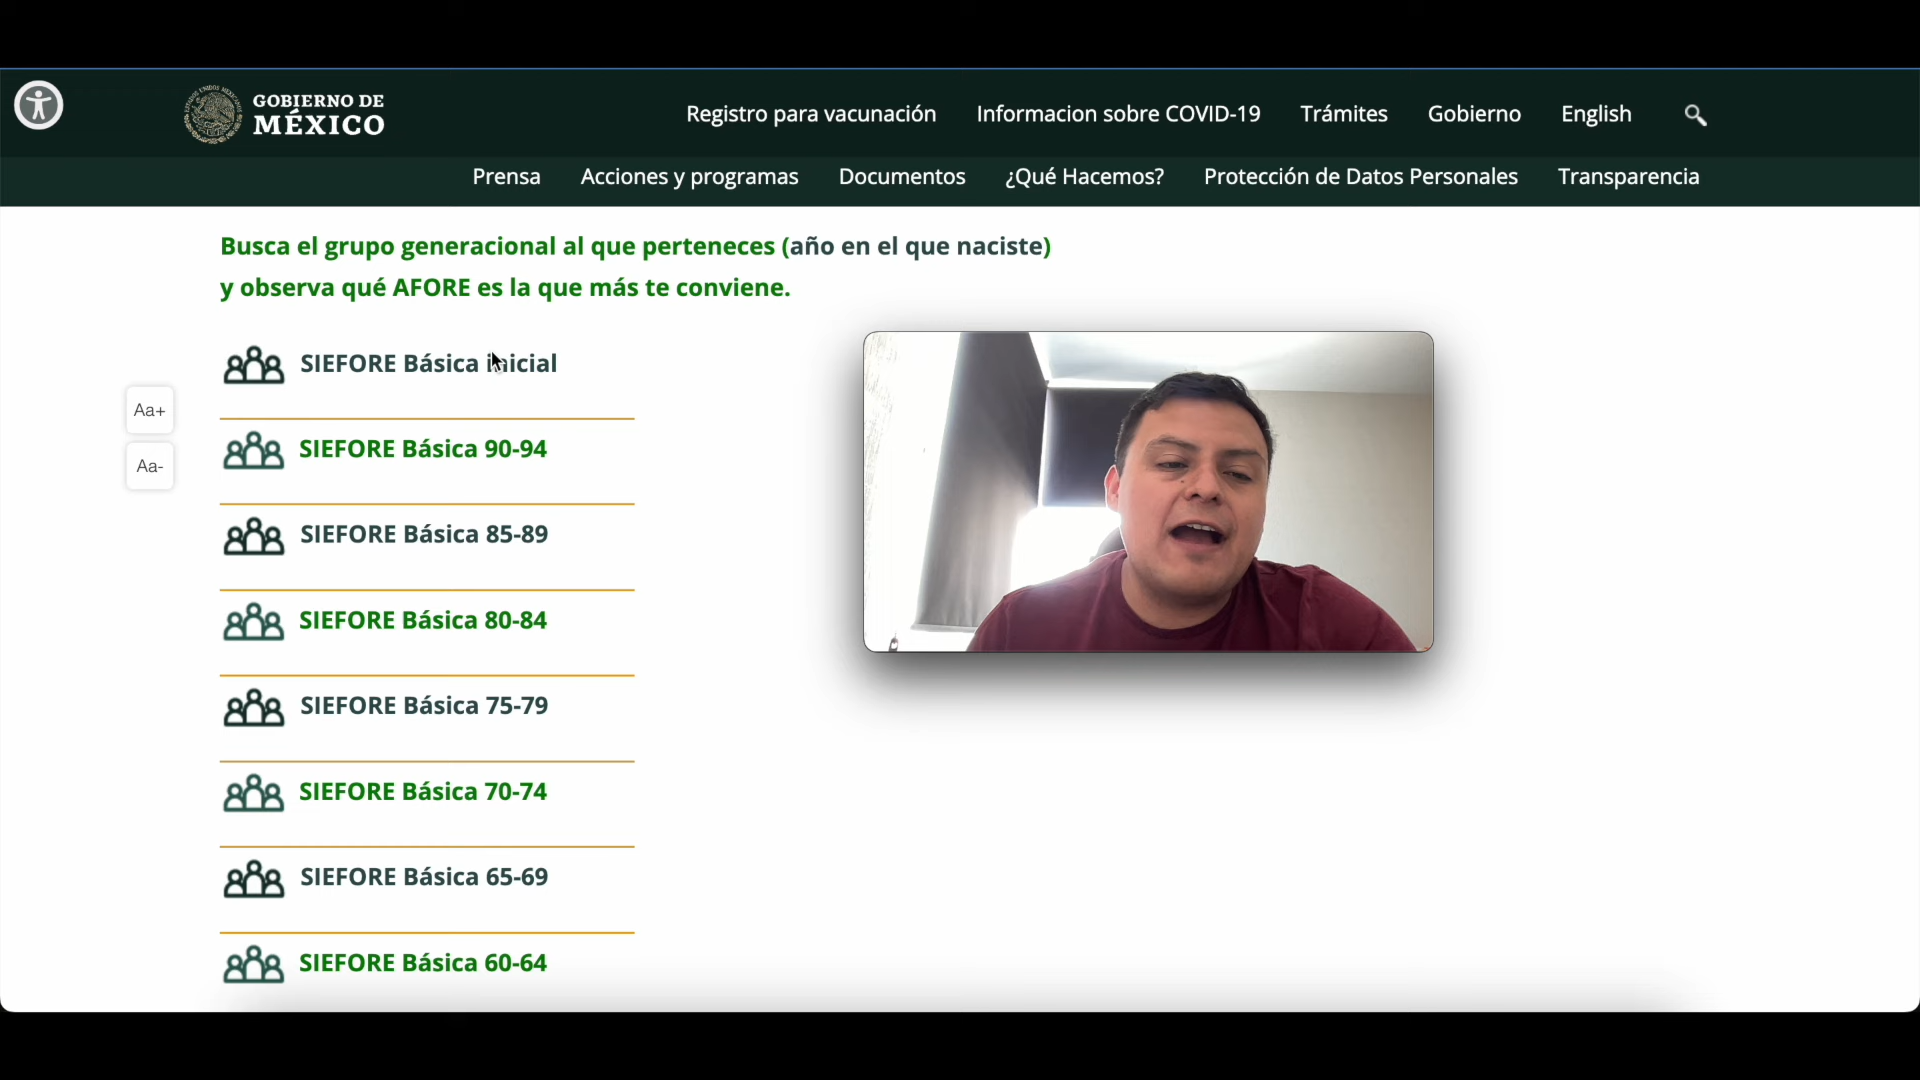 GOBIERNO DE
MÉXICO
Registro para vacunación Informacion sobre COVID-19 Trámites Gobierno English
Prensa Acciones y programas Documentos ¿Qué Hacemos? Protección de Datos Personales Transparencia
Busca el grupo generacional al que perteneces (año en el que naciste)
y observa qué AFORE es la que más te conviene.
SIEFORE Básica inicial
Aa+
SIEFORE Básica 90-94
Aa-
SIEFORE Básica 85-89
SIEFORE Básica 80-84
SIEFORE Básica 75-79
SIEFORE Básica 70-74
SIEFORE Básica 65-69
SIEFORE Básica 60-64